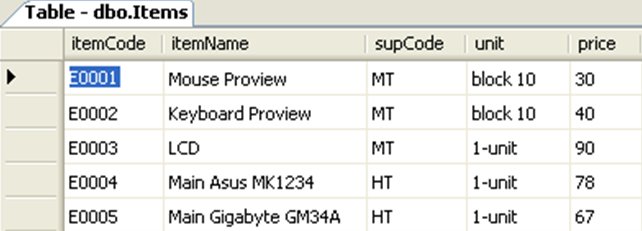 Table - dbo.Items
itemCode itemName supCode unit price
E0001 Mouse Proview MT block 10 30
E0002 Keyboard Proview MT block 10 40
E0003 LCD MT 1-unit 90
E0004 Main Asus MK1234 HT 1-unit 78
E0005 Main Gigabyte GM34A HT 1-unit 67